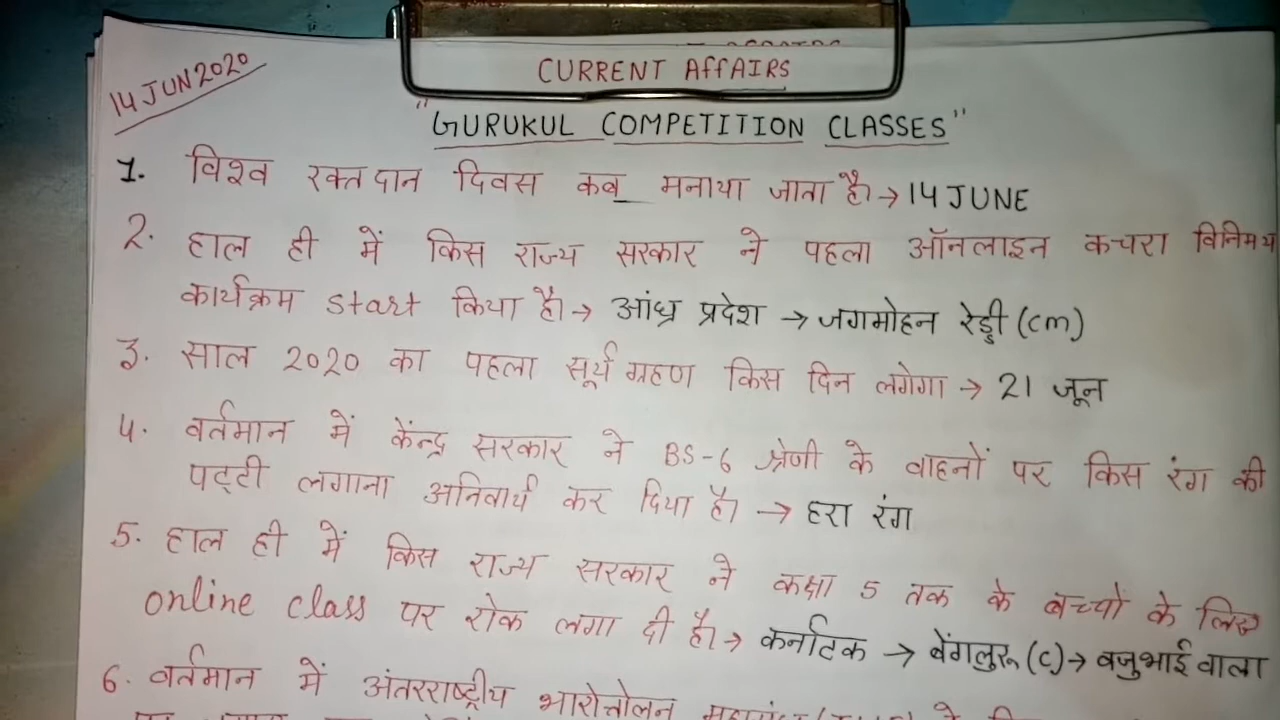 14 JUN 2020
CURRENT AFFAIRS
"GURUKUL COMPETITION CLASSES"
1. विश्व रक्तदान दिवस कब मनाया जाता है। → 14 JUNE
2. हाल ही में किस राज्य सरकार ने पहला ऑनलाइन कचरा विनिमय
कार्यक्रम start किया है। → आंध्र प्रदेश → जगमोहन रेड्डी (cm)
3. साल 2020 का पहला सूर्य ग्रहण किस दिन लगेगा → 21 जून
4. वर्तमान में केंन्द्र सरकार ने BS-6 श्रेणी के वाहनों पर किस रंग की
पट्टी लगाना अनिवार्य कर दिया है। → हरा रंग
5. हाल ही में किस राज्य सरकार ने कक्षा 5 तक के बच्चों के लिए
online class पर रोक लगा दी है। → कर्नाटक → बेंगलुरू (C) → वजुभाई वाला
6. वर्तमान में अंतरराष्ट्रीय भारोत्तोलन